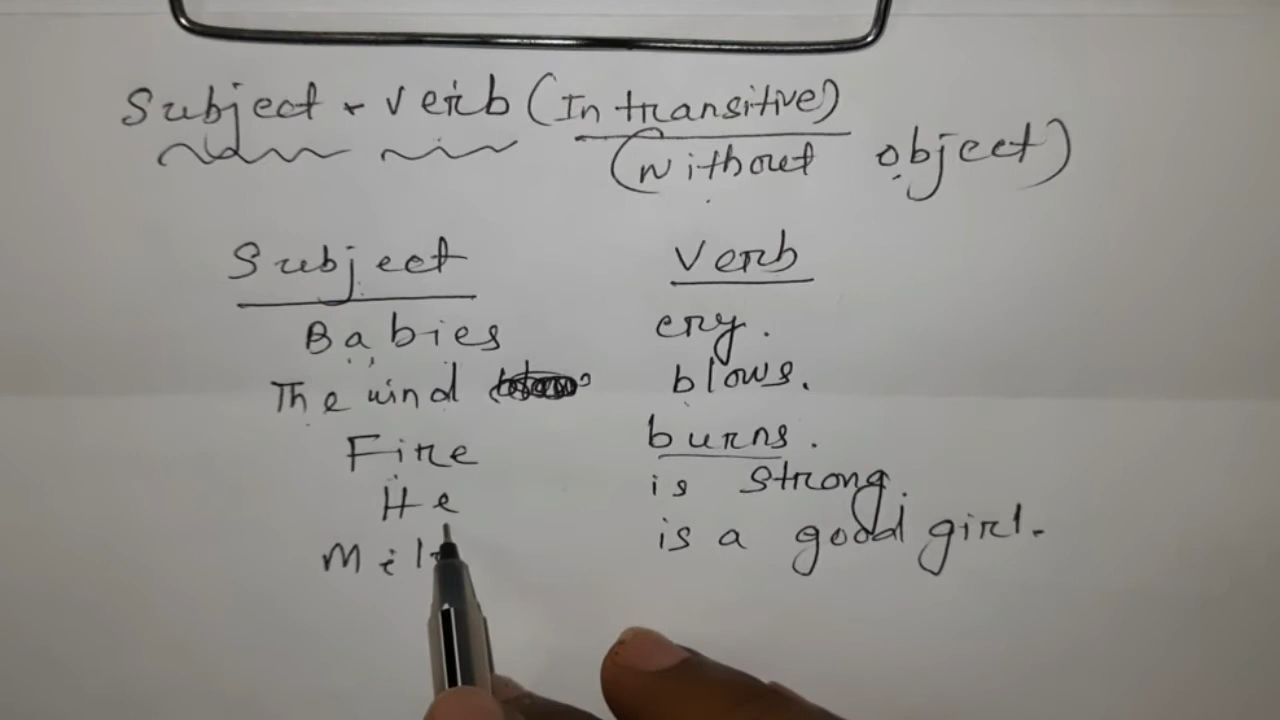 Subject + Verb (Intransitive)
(Without object)
Subject Verb
Babies cry.
The wind blows.
Fire burns.
He is strong.
is a good girl.